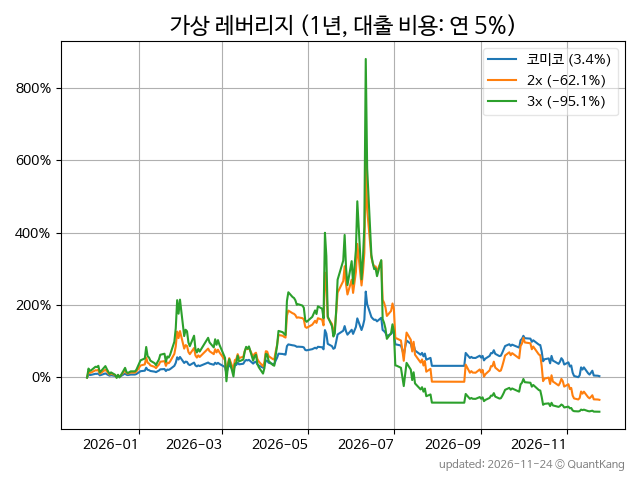 가상 레버리지 (1년, 대출 비용: 연 5%)
코미코 (3.4%)
2x (-62.1%)
3x (-95.1%)
800%
600%
400%
200%
0%
2026-01 2026-03 2026-05 2026-07 2026-09 2026-11
updated: 2026-11-24 © QuantKang